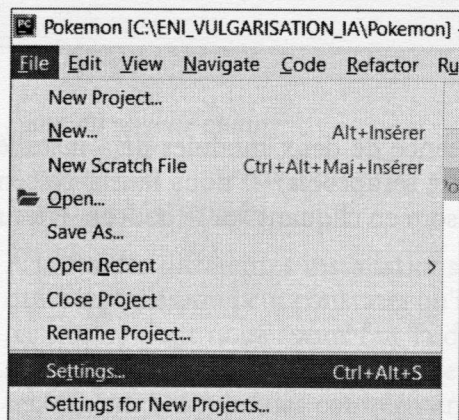 PC Pokemon [C:\ENI_VULGARISATION_IA\Pokemon] -
File Edit View Navigate Code Refactor Ru
New Project...
New... Alt+Insérer
New Scratch File Ctrl+Alt+Maj+Insérer
Open...
Save As...
Open Recent
Close Project
Rename Project...
Settings... Ctrl+Alt+S
Settings for New Projects...